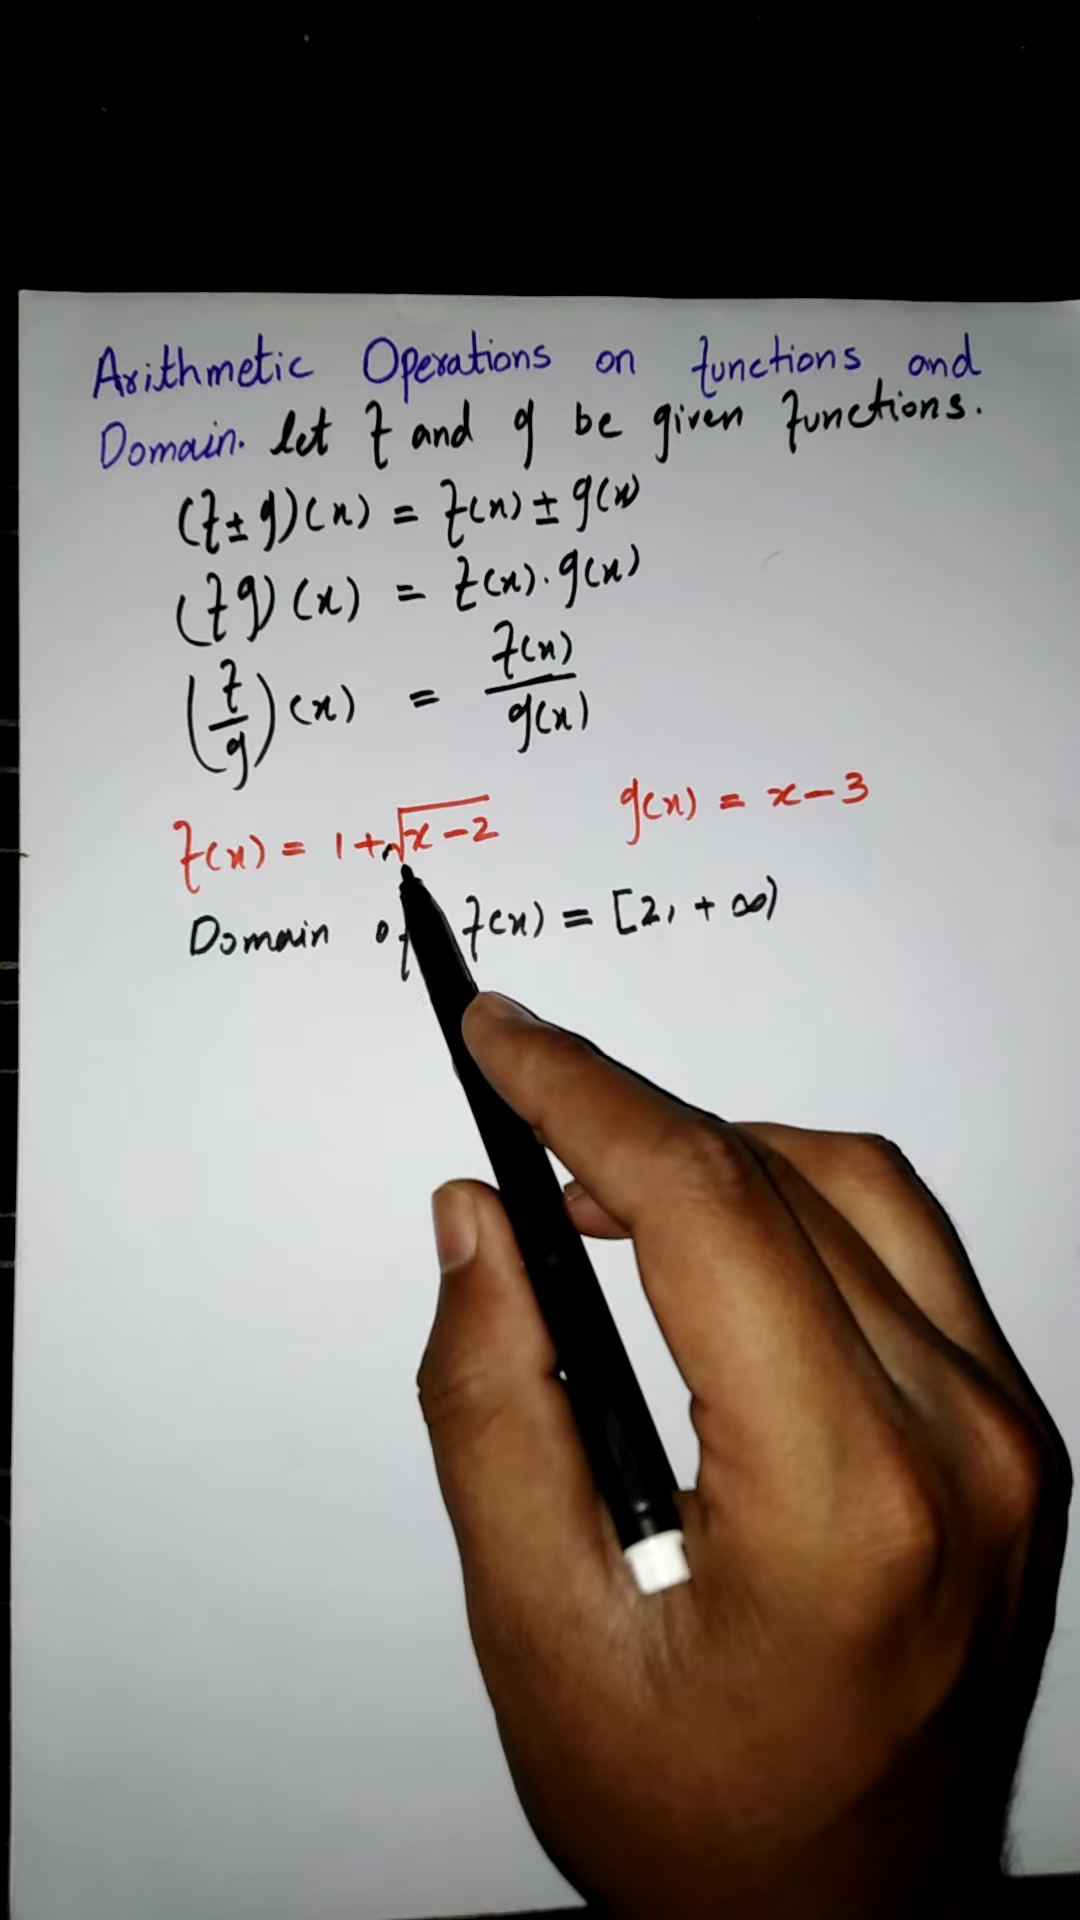 Arithmetic Operations on functions and
Domain. let f and g be given functions.
(f±g)(x) = f(x) ± g(x)
(fg)(x) = f(x).g(x)
(f/g)(x) = f(x)/g(x)
f(x) = 1+√(x-2) g(x) = x-3
Domain of f(x) = [2, +∞)